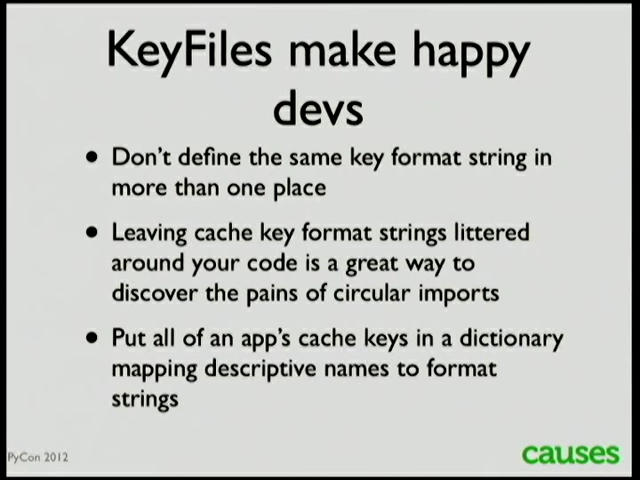 KeyFiles make happy
devs
• Don't define the same key format string in
more than one place
• Leaving cache key format strings littered
around your code is a great way to
discover the pains of circular imports
• Put all of an app's cache keys in a dictionary
mapping descriptive names to format
strings
PyCon 2012
causes